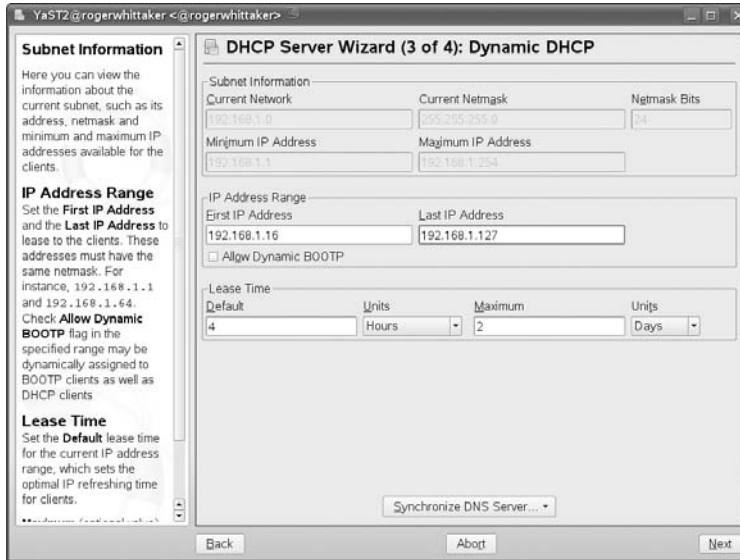 YaST2@rogerwhittaker <@rogerwhittaker>
Subnet Information
Here you can view the
information about the
current subnet, such as its
address, netmask and
minimum and maximum IP
addresses available for the
clients.
IP Address Range
Set the First IP Address
and the Last IP Address to
lease to the clients. These
addresses must have the
same netmask. For
instance, 192.168.1.1
and 192.168.1.64.
Check Allow Dynamic
BOOTP flag in the
specified range may be
dynamically assigned to
BOOTP clients as well as
DHCP clients
Lease Time
Set the Default lease time
for the current IP address
range, which sets the
optimal IP refreshing time
for clients.
DHCP Server Wizard (3 of 4): Dynamic DHCP
Subnet Information
Current Network Current Netmask Netmask Bits
192.168.1.0 255.255.255.0 24
Minimum IP Address Maximum IP Address
192.168.1.1 192.168.1.254
IP Address Range
First IP Address Last IP Address
192.168.1.16 192.168.1.127
Allow Dynamic BOOTP
Lease Time
Default Units Maximum Units
4 Hours 2 Days
Synchronize DNS Server...
Back Abort Next